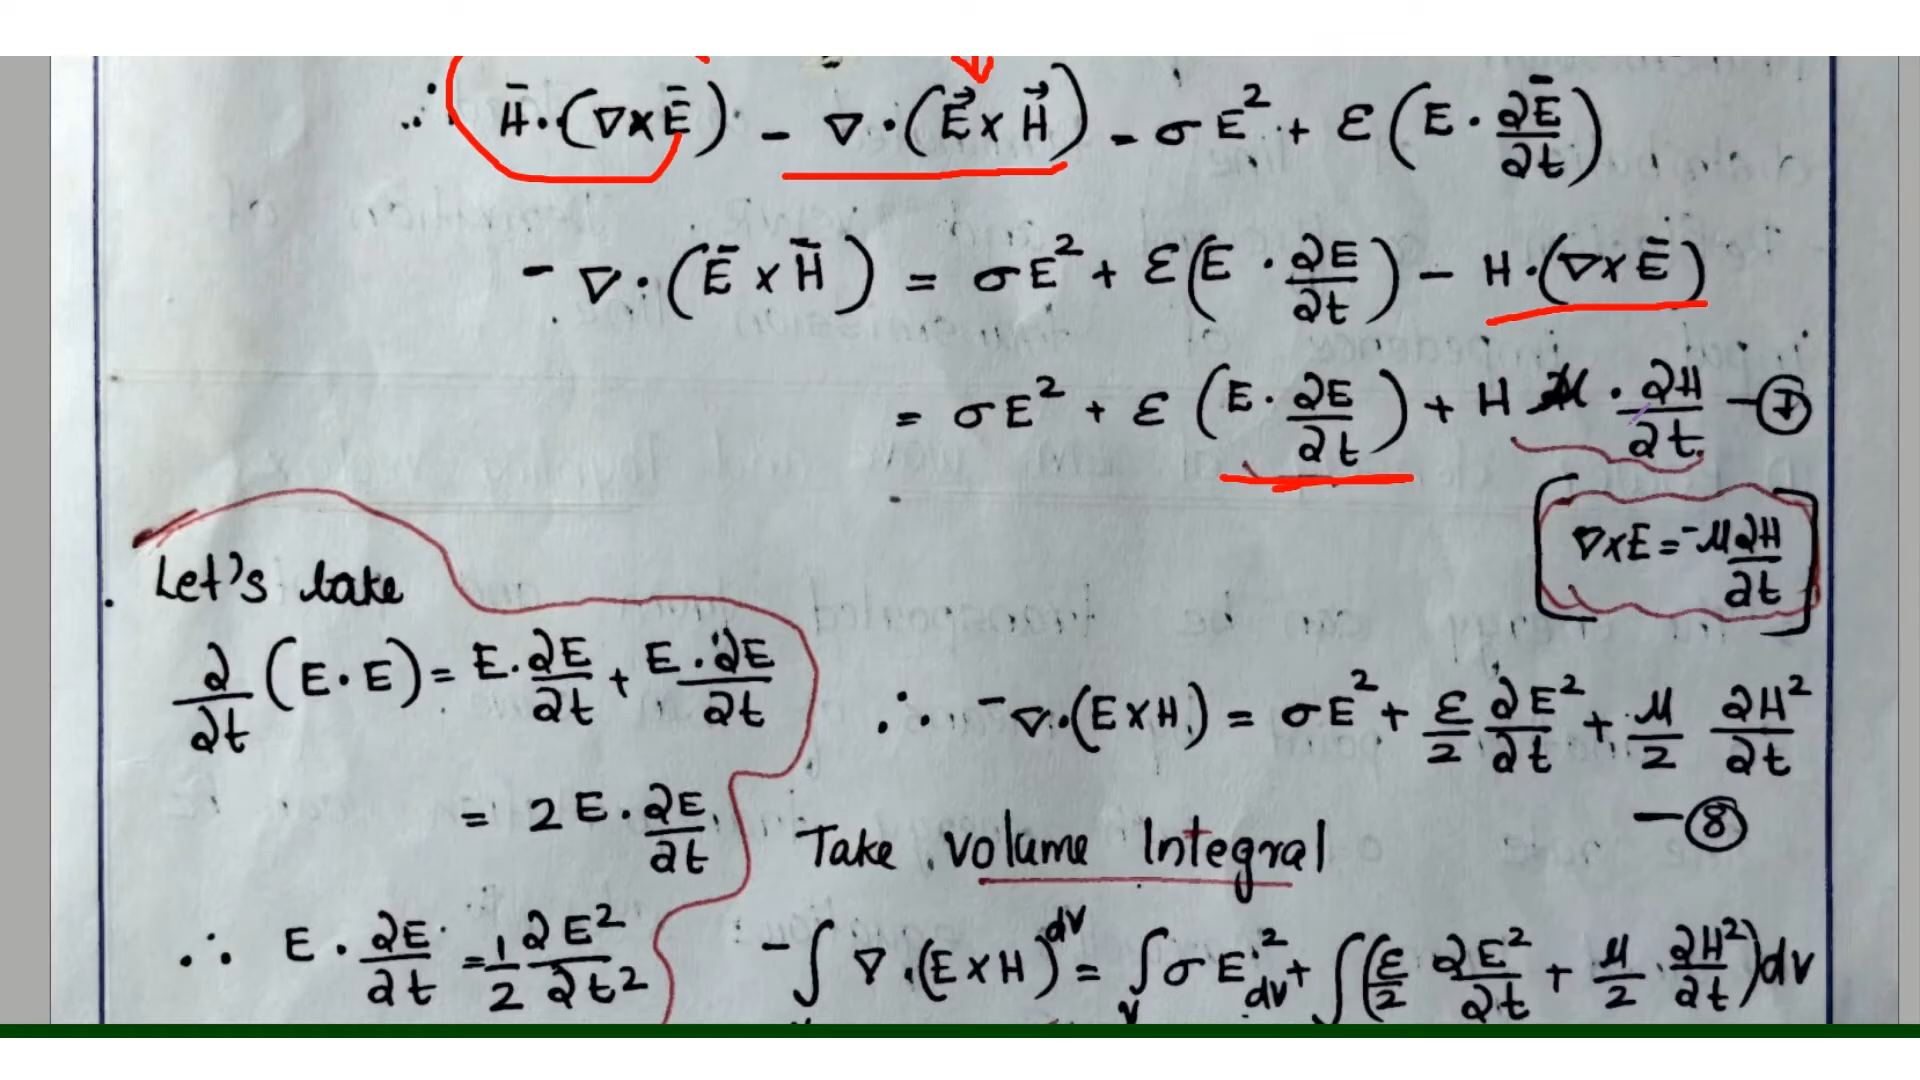 ∴ H̄·(∇×Ē) - ∇·(E⃗×H⃗) - σE² + ε(E·∂Ē/∂t)
-∇·(Ē×H̄) = σE² + ε(E·∂E/∂t) - H·(∇×Ē)
= σE² + ε(E·∂E/∂t) + H μ·∂H/∂t - ⑦
[∇×E = -μ∂H/∂t]
Let's take
∂/∂t (E·E) = E·∂E/∂t + E·∂E/∂t
= 2E·∂E/∂t
∴ E·∂E/∂t = 1/2 ∂E²/∂t2
∴ -∇·(E×H) = σE² + ε/2 ∂E²/∂t + μ/2 ∂H²/∂t
- ⑧
Take volume Integral
-∫ ∇·(E×H) dv = ∫v σE² dv + ∫(ε/2 ∂E²/∂t + μ/2 ∂H²/∂t) dv